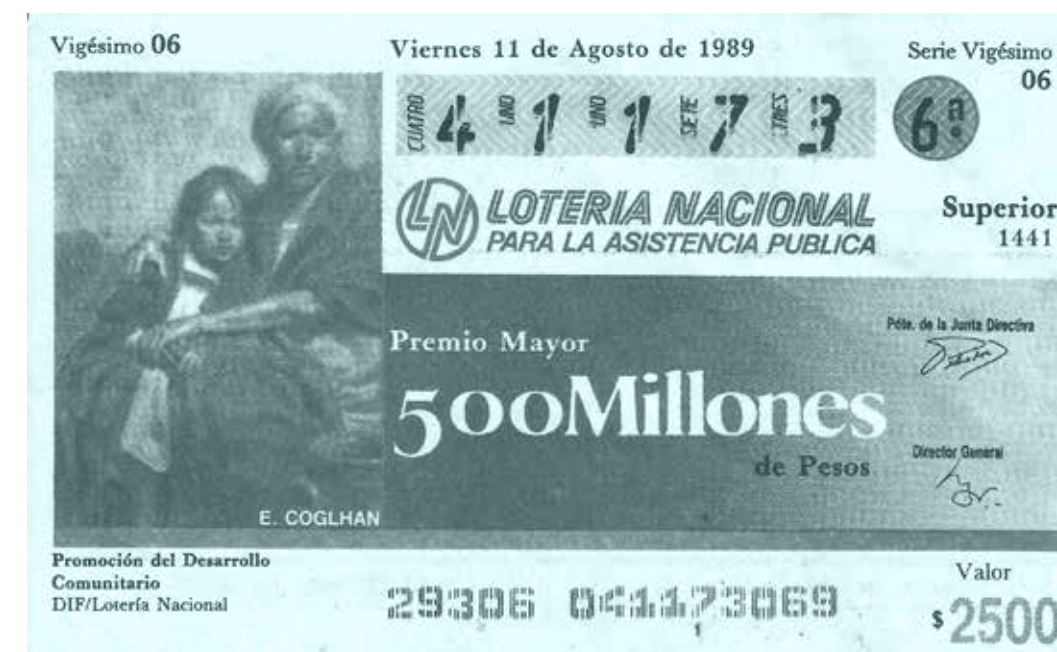 Vigésimo 06
Viernes 11 de Agosto de 1989
Serie Vigésimo
06
CUATRO 4 UNO 1 UNO 1 SIETE 7 TRES 3
6ª
LN LOTERIA NACIONAL
PARA LA ASISTENCIA PUBLICA
Superior
1441
Premio Mayor
500Millones
de Pesos
Pdte. de la Junta Directiva
Director General
E. COGLHAN
Promoción del Desarrollo
Comunitario
DIF/Lotería Nacional
29306 041173069
1
Valor
$2500